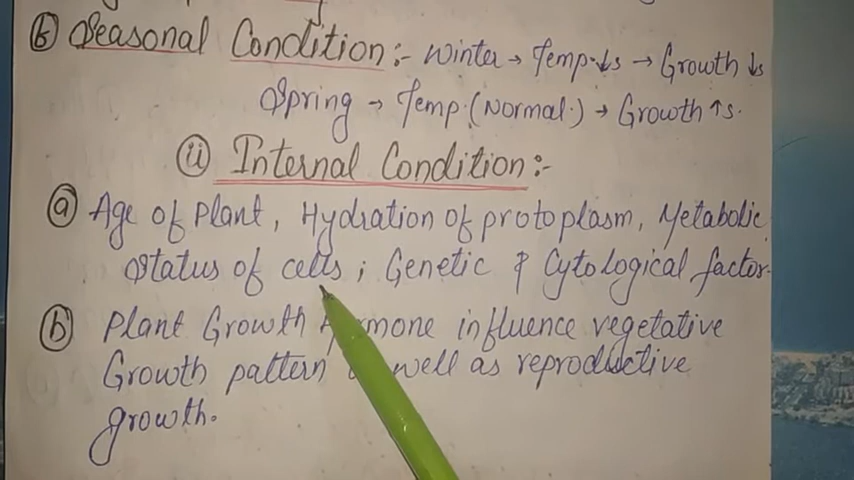 (b) Seasonal Condition:- Winter → Temp.↓s → Growth ↓s
Spring → Temp.(Normal.) → Growth ↑s.
(ii) Internal Condition:-
(a) Age of Plant, Hydration of protoplasm, Metabolic
Status of cells; Genetic & Cytological factor.
(b) Plant Growth influence vegetative
Growth pattern well as reproductive
growth.